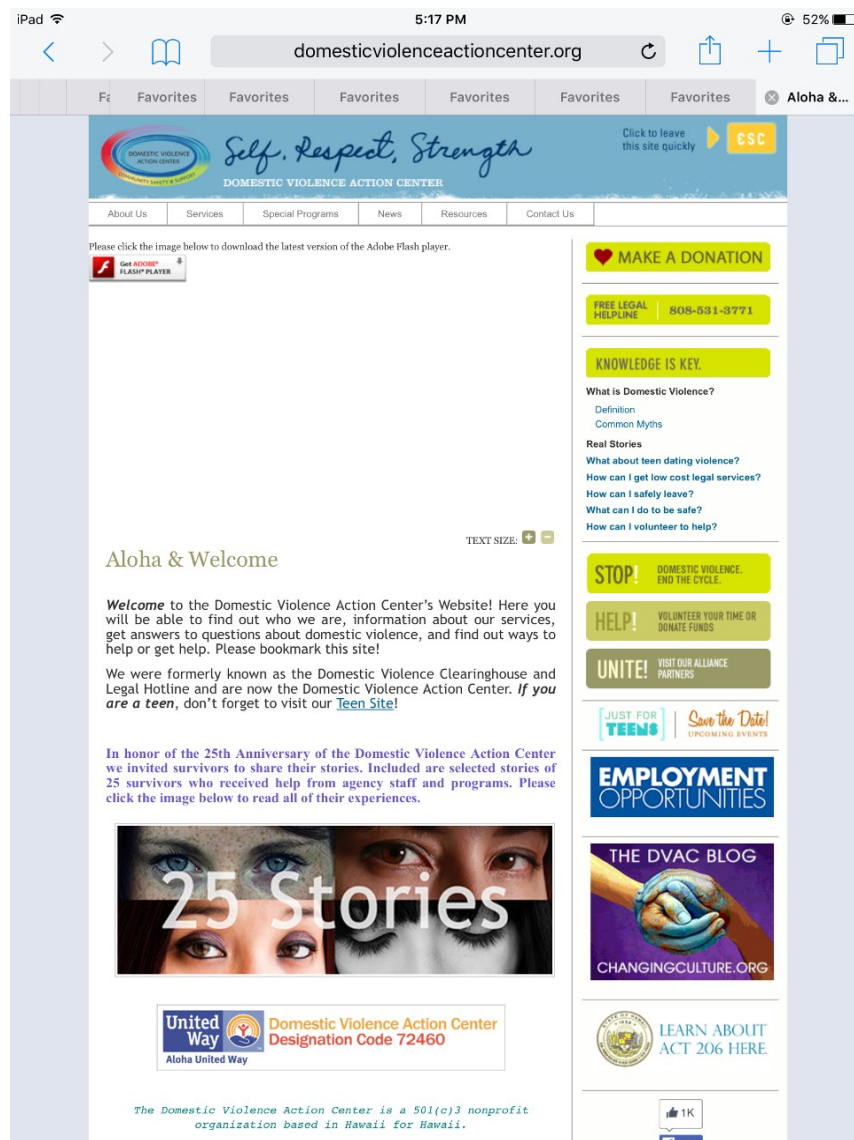 iPad
5:17 PM
52%
domesticviolenceactioncenter.org
Fa
Favorites
Favorites
Favorites
Favorites
Favorites
Favorites
Aloha &...
DOMESTIC VIOLENCE
ACTION CENTER
COMMUNITY SAFETY & SUPPORT
Self. Respect, Strength
DOMESTIC VIOLENCE ACTION CENTER
Click to leave
this site quickly
ESC
About Us
Services
Special Programs
News
Resources
Contact Us
Please click the image below to download the latest version of the Adobe Flash player.
Get ADOBE®
FLASH® PLAYER
TEXT SIZE: + −
Aloha & Welcome
Welcome to the Domestic Violence Action Center's Website! Here you
will be able to find out who we are, information about our services,
get answers to questions about domestic violence, and find out ways to
help or get help. Please bookmark this site!
We were formerly known as the Domestic Violence Clearinghouse and
Legal Hotline and are now the Domestic Violence Action Center. If you
are a teen, don't forget to visit our Teen Site!
In honor of the 25th Anniversary of the Domestic Violence Action Center
we invited survivors to share their stories. Included are selected stories of
25 survivors who received help from agency staff and programs. Please
click the image below to read all of their experiences.
25 Stories
United
Way
Aloha United Way
Domestic Violence Action Center
Designation Code 72460
The Domestic Violence Action Center is a 501(c)3 nonprofit
organization based in Hawaii for Hawaii.
MAKE A DONATION
FREE LEGAL
HELPLINE
808-531-3771
KNOWLEDGE IS KEY.
What is Domestic Violence?
Definition
Common Myths
Real Stories
What about teen dating violence?
How can I get low cost legal services?
How can I safely leave?
What can I do to be safe?
How can I volunteer to help?
STOP! DOMESTIC VIOLENCE.
END THE CYCLE.
HELP! VOLUNTEER YOUR TIME OR
DONATE FUNDS
UNITE! VISIT OUR ALLIANCE
PARTNERS
JUST FOR
TEENS
Save the Date!
UPCOMING EVENTS
EMPLOYMENT
OPPORTUNITIES
THE DVAC BLOG
CHANGINGCULTURE.ORG
LEARN ABOUT
ACT 206 HERE
1K